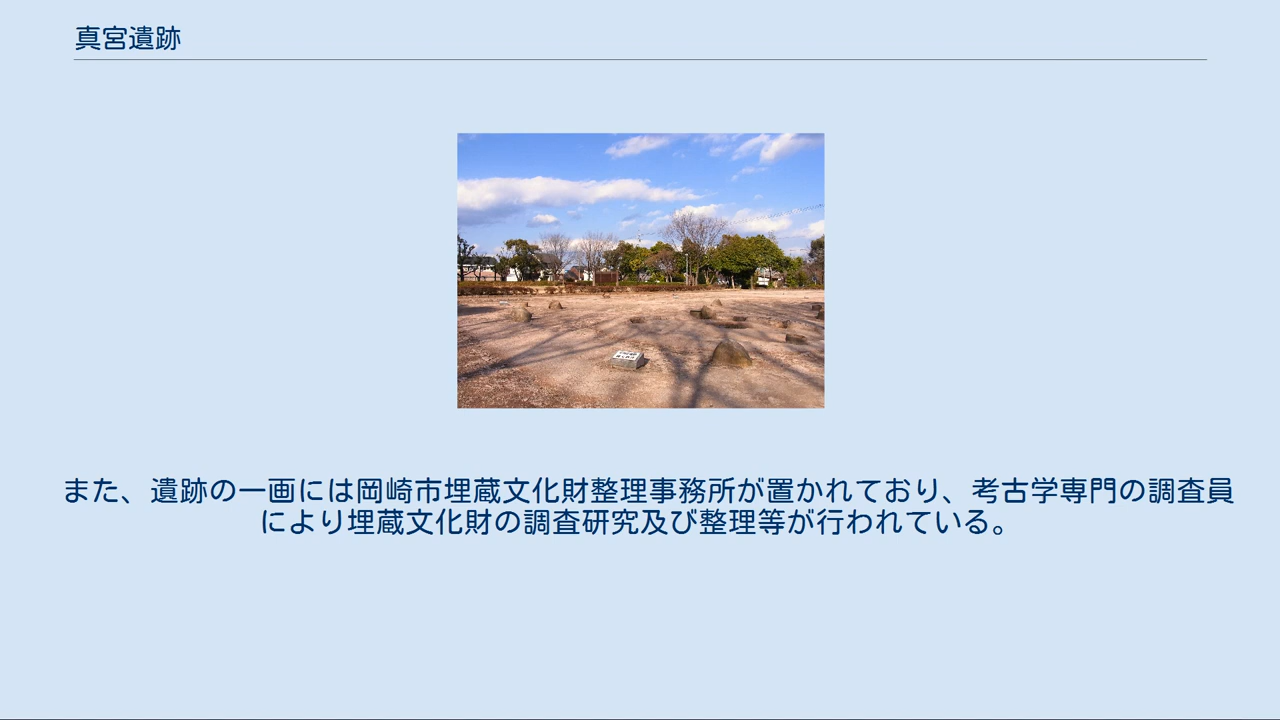 真宮遺跡
また、遺跡の一画には岡崎市埋蔵文化財整理事務所が置かれており、考古学専門の調査員
により埋蔵文化財の調査研究及び整理等が行われている。